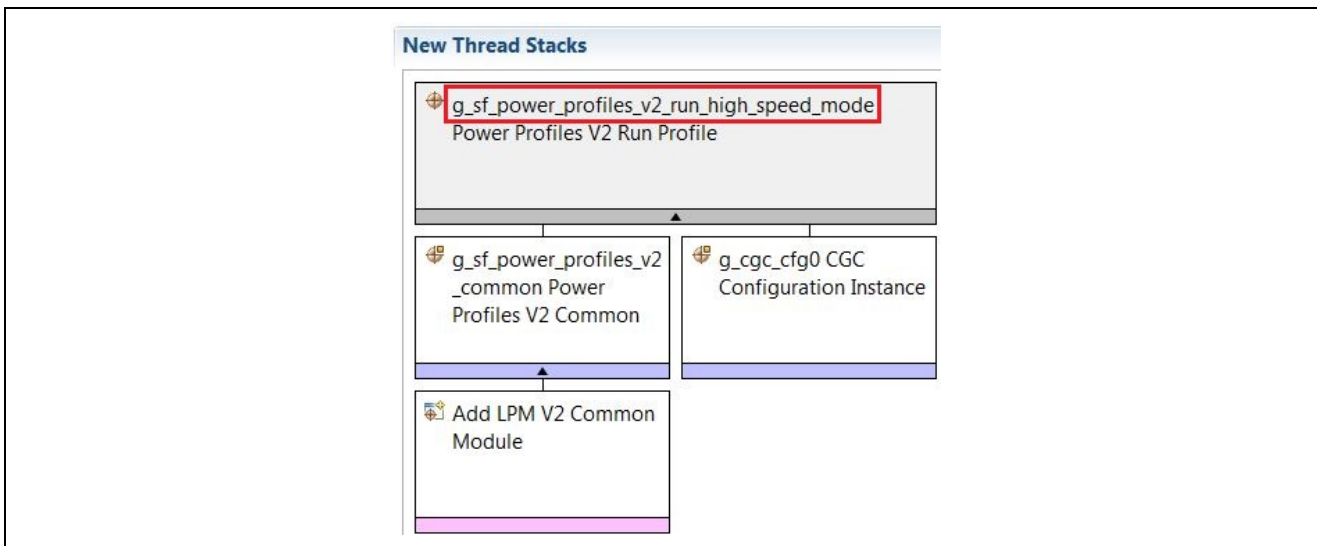 New Thread Stacks
g_sf_power_profiles_v2_run_high_speed_mode
Power Profiles V2 Run Profile
g_sf_power_profiles_v2
_common Power
Profiles V2 Common
g_cgc_cfg0 CGC
Configuration Instance
Add LPM V2 Common
Module